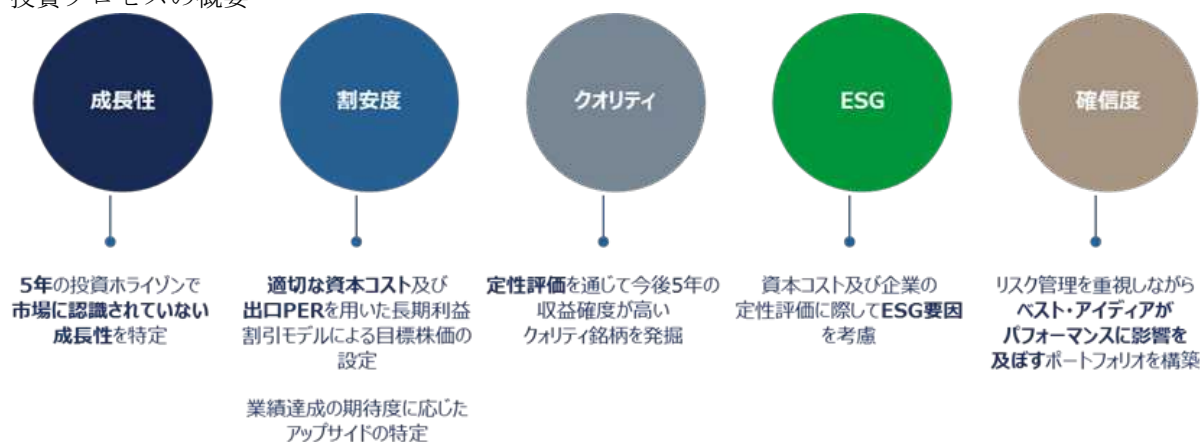 投資プロセスの概要
成長性
割安度
クオリティ
ESG
確信度
5年の投資ホライゾンで
市場に認識されていない
成長性を特定
適切な資本コスト及び
出口PERを用いた長期利益
割引モデルによる目標株価の
設定
業績達成の期待度に応じた
アップサイドの特定
定性評価を通じて今後5年の
収益確度が高い
クオリティ銘柄を発掘
資本コスト及び企業の
定性評価に際してESG要因
を考慮
リスク管理を重視しながら
ベスト・アイディアが
パフォーマンスに影響を
及ぼすポートフォリオを構築